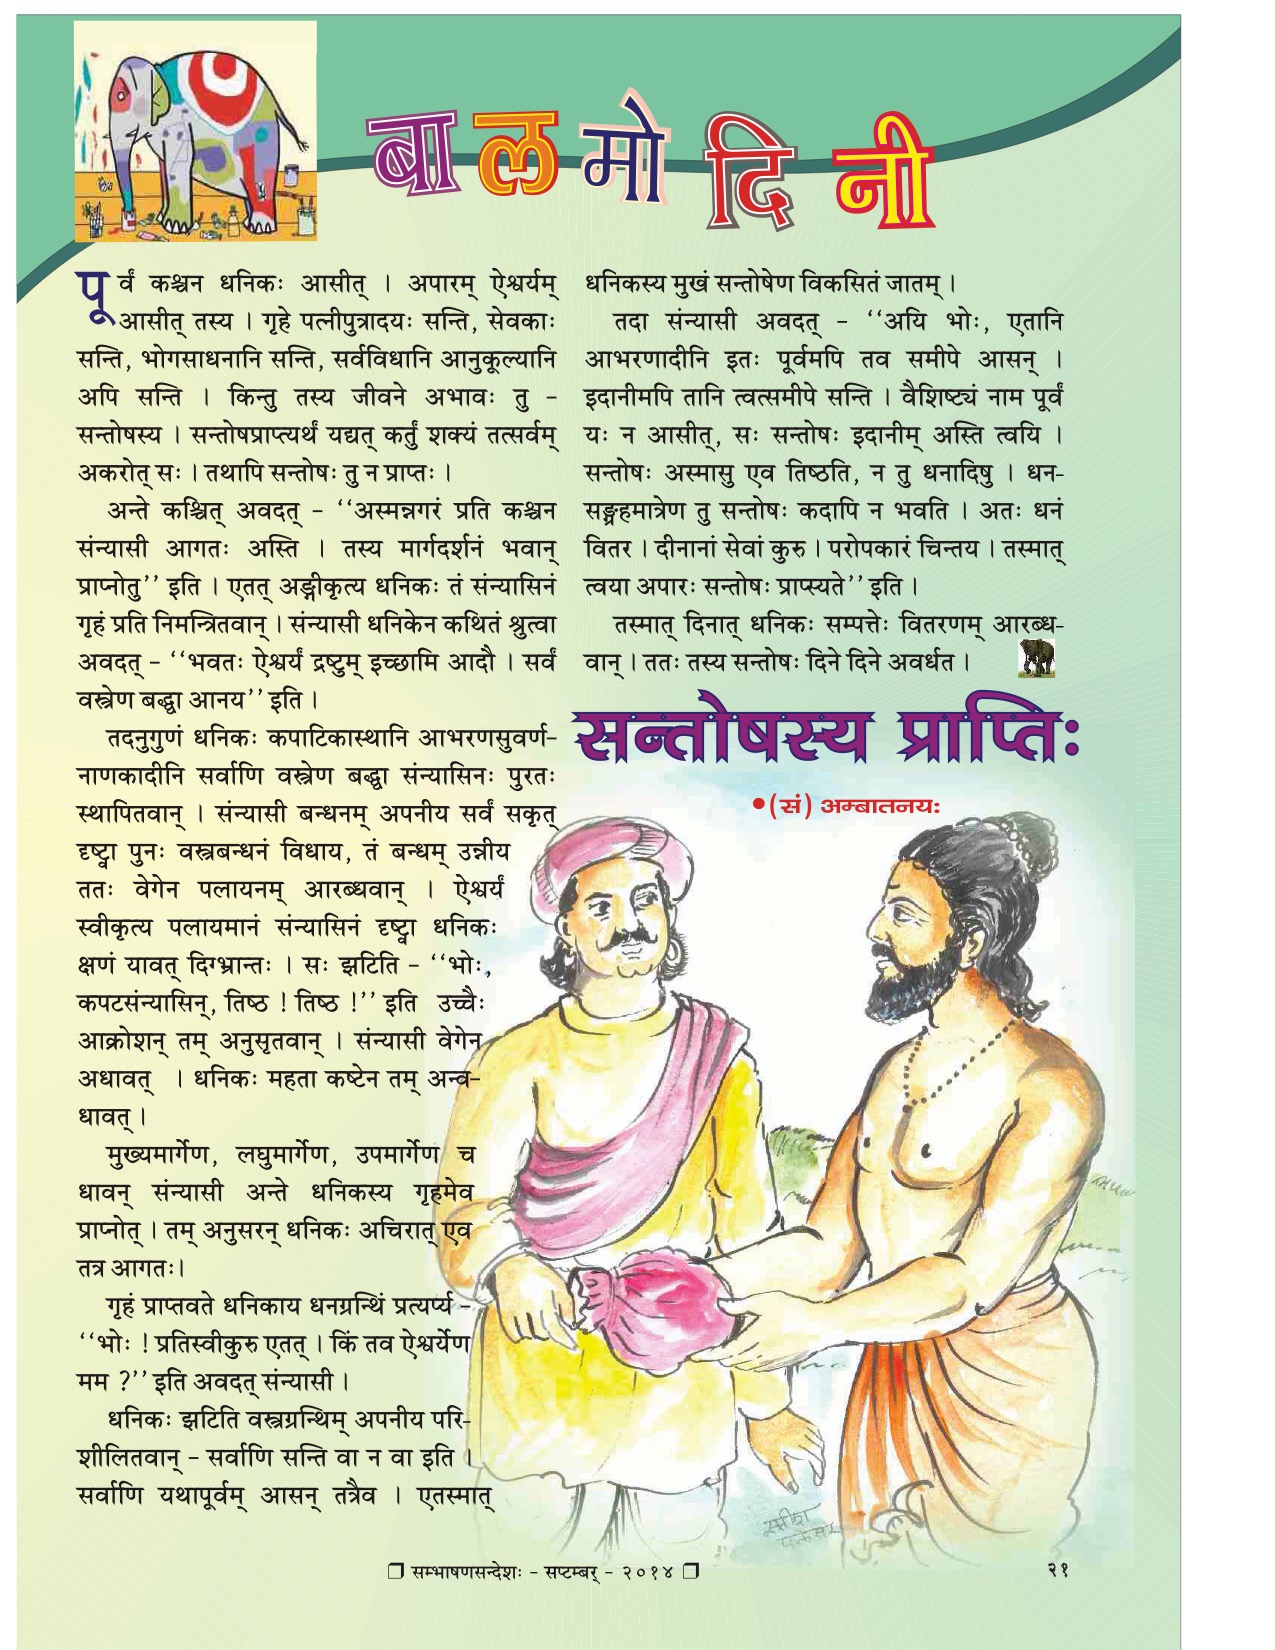 बालमोदिनी
पूर्वं कश्चन धनिकः आसीत् । अपारम् ऐश्वर्यम्
आसीत् तस्य । गृहे पत्नीपुत्रादयः सन्ति, सेवकाः
सन्ति, भोगसाधनानि सन्ति, सर्वविधानि आनुकूल्यानि
अपि सन्ति । किन्तु तस्य जीवने अभावः तु –
सन्तोषस्य । सन्तोषप्राप्त्यर्थं यद्यत् कर्तुं शक्यं तत्सर्वम्
अकरोत् सः । तथापि सन्तोषः तु न प्राप्तः ।
अन्ते कश्चित् अवदत् – ‘‘अस्मन्नगरं प्रति कश्चन
संन्यासी आगतः अस्ति । तस्य मार्गदर्शनं भवान्
प्राप्नोतु’’ इति । एतत् अङ्गीकृत्य धनिकः तं संन्यासिनं
गृहं प्रति निमन्त्रितवान् । संन्यासी धनिकेन कथितं श्रुत्वा
अवदत् – ‘‘भवतः ऐश्वर्यं द्रष्टुम् इच्छामि आदौ । सर्वं
वस्त्रेण बद्ध्वा आनय’’ इति ।
तदनुगुणं धनिकः कपाटिकास्थानि आभरणसुवर्ण-
नाणकादीनि सर्वाणि वस्त्रेण बद्ध्वा संन्यासिनः पुरतः
स्थापितवान् । संन्यासी बन्धनम् अपनीय सर्वं सकृत्
दृष्ट्वा पुनः वस्त्रबन्धनं विधाय, तं बन्धम् उन्नीय
ततः वेगेन पलायनम् आरब्धवान् । ऐश्वर्यं
स्वीकृत्य पलायमानं संन्यासिनं दृष्ट्वा धनिकः
क्षणं यावत् दिग्भ्रान्तः । सः झटिति – ‘‘भोः,
कपटसंन्यासिन्, तिष्ठ ! तिष्ठ !’’ इति उच्चैः
आक्रोशन् तम् अनुसृतवान् । संन्यासी वेगेन
अधावत् । धनिकः महता कष्टेन तम् अन्व-
धावत् ।
मुख्यमार्गेण, लघुमार्गेण, उपमार्गेण च
धावन् संन्यासी अन्ते धनिकस्य गृहमेव
प्राप्नोत् । तम् अनुसरन् धनिकः अचिरात् एव
तत्र आगतः।
गृहं प्राप्तवते धनिकाय धनग्रन्थिं प्रत्यर्प्य –
‘‘भोः ! प्रतिस्वीकुरु एतत् । किं तव ऐश्वर्येण
मम ?’’ इति अवदत् संन्यासी ।
धनिकः झटिति वस्त्रग्रन्थिम् अपनीय परि-
शीलितवान् – सर्वाणि सन्ति वा न वा इति ।
सर्वाणि यथापूर्वम् आसन् तत्रैव । एतस्मात्
धनिकस्य मुखं सन्तोषेण विकसितं जातम् ।
तदा संन्यासी अवदत् – ‘‘अयि भोः, एतानि
आभरणादीनि इतः पूर्वमपि तव समीपे आसन् ।
इदानीमपि तानि त्वत्समीपे सन्ति । वैशिष्ट्यं नाम पूर्वं
यः न आसीत्, सः सन्तोषः इदानीम् अस्ति त्वयि ।
सन्तोषः अस्मासु एव तिष्ठति, न तु धनादिषु । धन-
सङ्ग्रहमात्रेण तु सन्तोषः कदापि न भवति । अतः धनं
वितर । दीनानां सेवां कुरु । परोपकारं चिन्तय । तस्मात्
त्वया अपारः सन्तोषः प्राप्स्यते’’ इति ।
तस्मात् दिनात् धनिकः सम्पत्तेः वितरणम् आरब्ध-
वान् । ततः तस्य सन्तोषः दिने दिने अवर्धत ।
सन्तोषस्य प्राप्तिः
•(सं) अम्बातनयः
❐ सम्भाषणसन्देशः – सप्टम्बर् – २०१४ ❐
२१